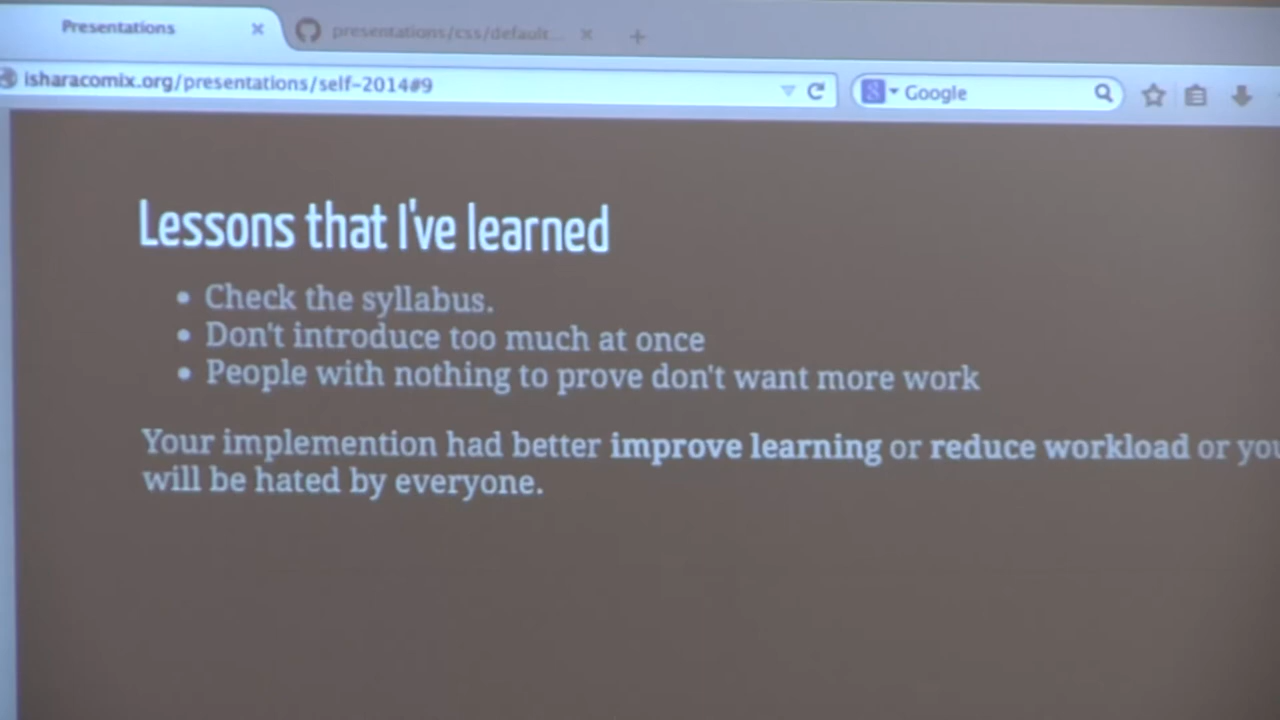 Presentations
presentations/css/default...
isharacomix.org/presentations/self-2014#9
Google
Lessons that I've learned
Check the syllabus.
Don't introduce too much at once
People with nothing to prove don't want more work
Your implemention had better improve learning or reduce workload or you
will be hated by everyone.